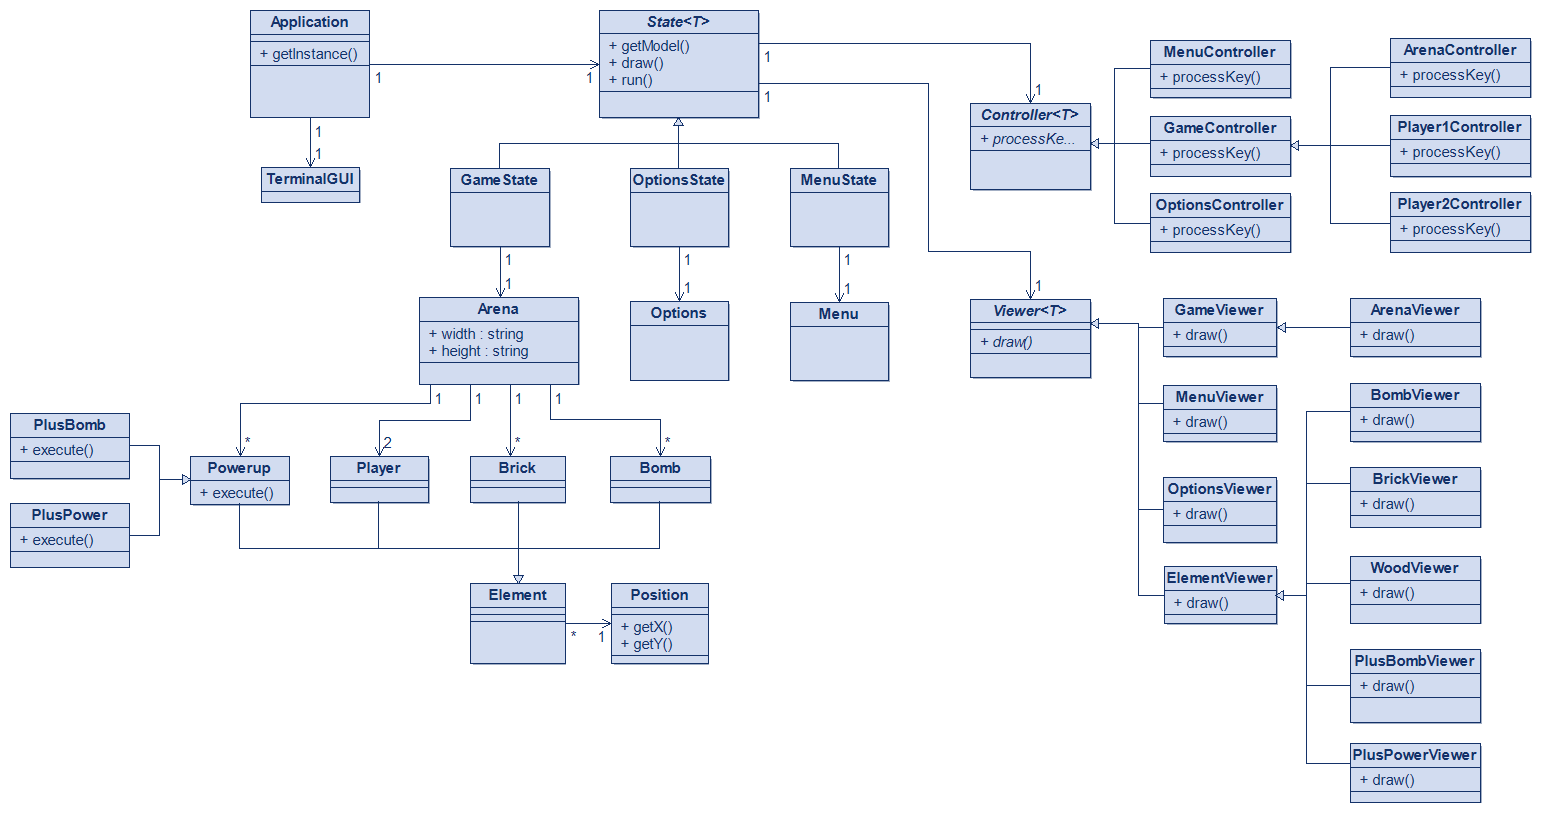 Application
+ getInstance()
1
1
1
1
TerminalGUI
State<T>
+ getModel()
+ draw()
+ run()
1
1
1
1
Controller<T>
+ processKe...
MenuController
+ processKey()
GameController
+ processKey()
OptionsController
+ processKey()
ArenaController
+ processKey()
Player1Controller
+ processKey()
Player2Controller
+ processKey()
GameState
OptionsState
MenuState
1
1
1
1
1
1
Arena
+ width : string
+ height : string
Options
Menu
1
1
1
1
*
2
*
*
PlusBomb
+ execute()
PlusPower
+ execute()
Powerup
+ execute()
Player
Brick
Bomb
Element
*
1
Position
+ getX()
+ getY()
Viewer<T>
+ draw()
GameViewer
+ draw()
MenuViewer
+ draw()
OptionsViewer
+ draw()
ElementViewer
+ draw()
ArenaViewer
+ draw()
BombViewer
+ draw()
BrickViewer
+ draw()
WoodViewer
+ draw()
PlusBombViewer
+ draw()
PlusPowerViewer
+ draw()